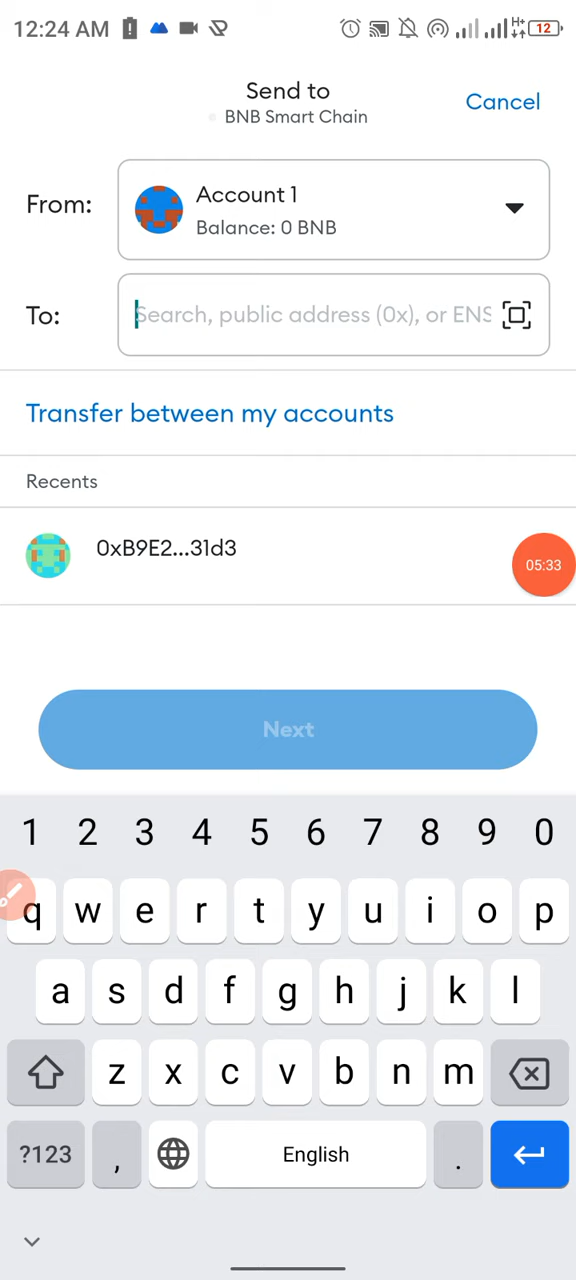 12:24 AM 12
Send to
BNB Smart Chain
Cancel
From:
Account 1
Balance: 0 BNB
To:
Search, public address (0x), or ENS
Transfer between my accounts
Recents
0xB9E2...31d3
05:33
Next
1 2 3 4 5 6 7 8 9 0
q w e r t y u i o p
a s d f g h j k l
z x c v b n m
?123 , English .